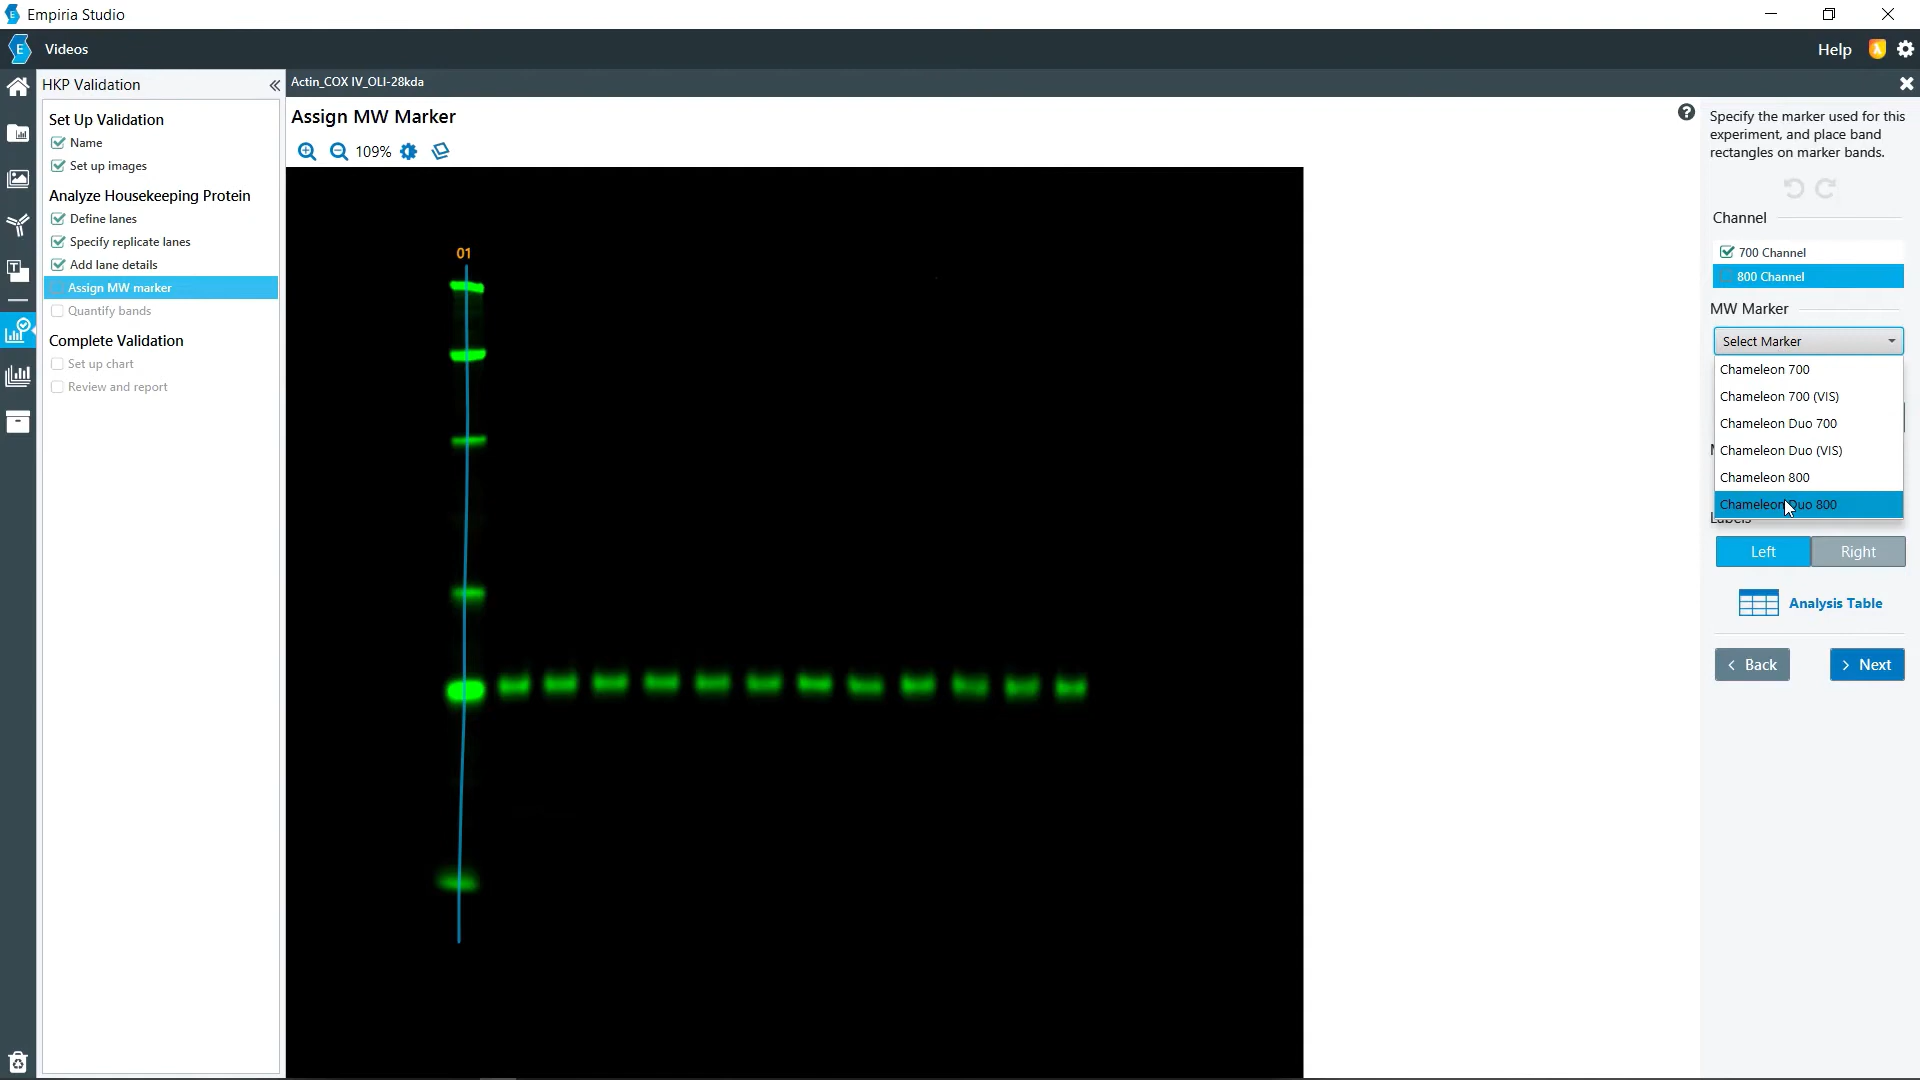 Empiria Studio
Videos
Help
HKP Validation
Actin_COX IV_OLI-28kda
Set Up Validation
Name
Set up images
Analyze Housekeeping Protein
Define lanes
Specify replicate lanes
Add lane details
Assign MW marker
Quantify bands
Complete Validation
Set up chart
Review and report
Assign MW Marker
109%
01
Specify the marker used for this
experiment, and place band
rectangles on marker bands.
Channel
700 Channel
800 Channel
MW Marker
Select Marker
Chameleon 700
Chameleon 700 (VIS)
Chameleon Duo 700
Chameleon Duo (VIS)
Chameleon 800
Chameleon Duo 800
Labels
Left
Right
Analysis Table
< Back
> Next